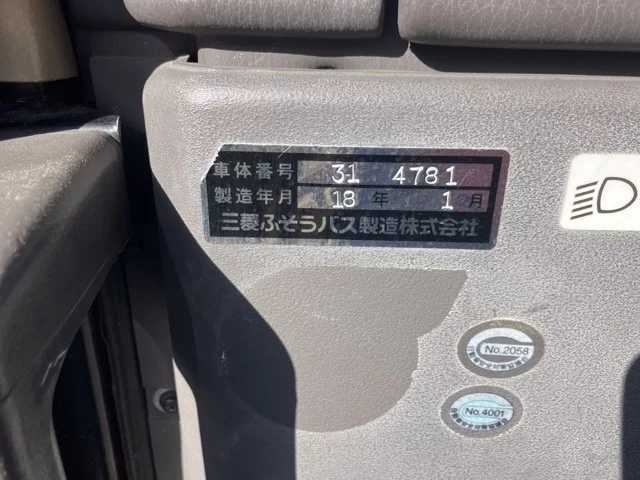 車体番号 31 4781
製造年月 18 年 1 月
三菱ふそうバス製造株式会社
No.2058
No.4001